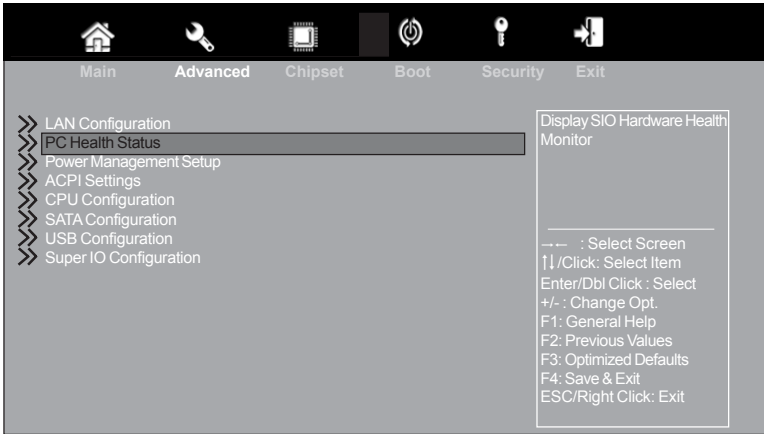 Main Advanced Chipset Boot Security Exit
LAN Configuration
PC Health Status
Power Management Setup
ACPI Settings
CPU Configuration
SATA Configuration
USB Configuration
Super IO Configuration
Display SIO Hardware Health
Monitor
→← : Select Screen
↑↓/Click: Select Item
Enter/Dbl Click : Select
+/- : Change Opt.
F1: General Help
F2: Previous Values
F3: Optimized Defaults
F4: Save & Exit
ESC/Right Click: Exit